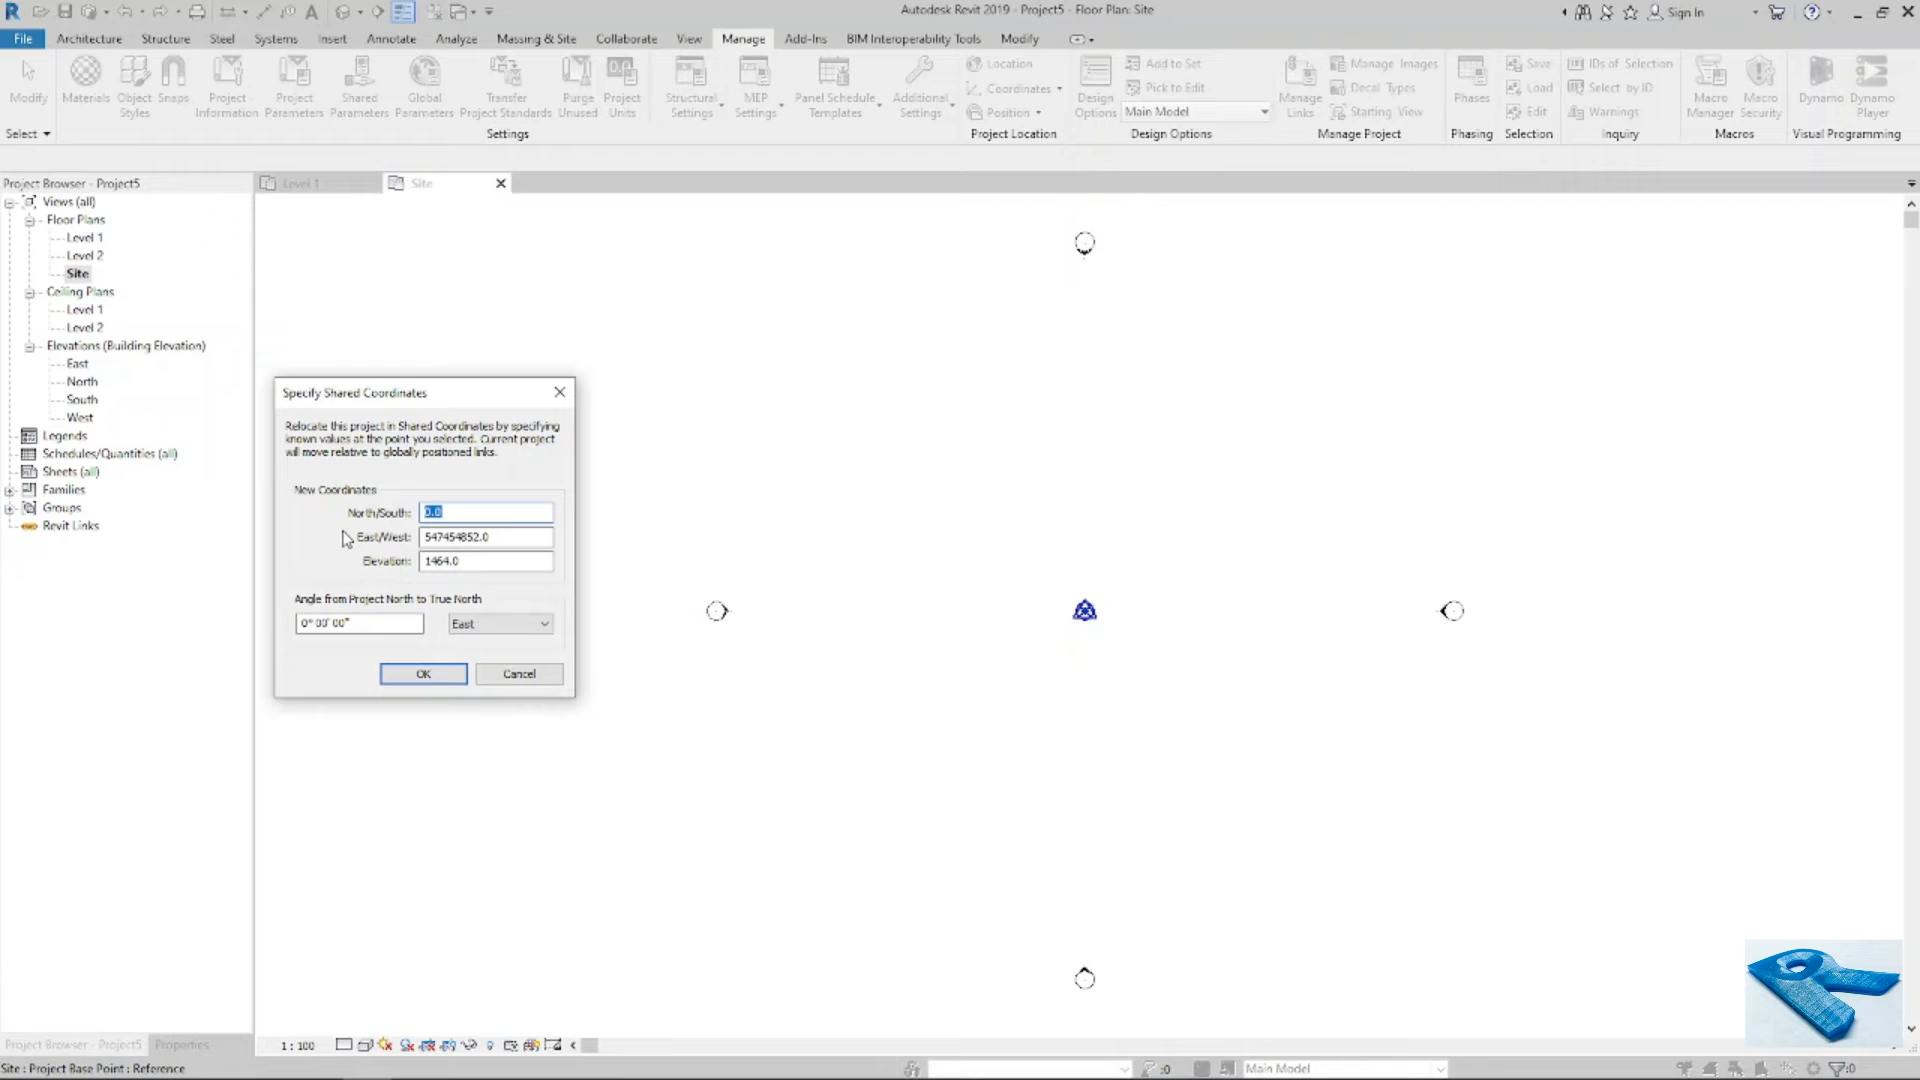 Autodesk Revit 2019 - Project5 - Floor Plan: Site
Sign In
File Architecture Structure Steel Systems Insert Annotate Analyze Massing & Site Collaborate View Manage Add-Ins BIM Interoperability Tools Modify
Modify
Materials
Object Styles
Snaps
Project Information
Project Parameters
Shared Parameters
Global Parameters
Transfer Project Standards
Purge Unused
Project Units
Structural Settings
MEP Settings
Panel Schedule Templates
Additional Settings
Location
Coordinates
Position
Design Options
Add to Set
Pick to Edit
Main Model
Manage Links
Manage Images
Decal Types
Starting View
Phases
Save
Load
Edit
IDs of Selection
Select by ID
Warnings
Macro Manager
Macro Security
Dynamo
Dynamo Player
Select
Settings
Project Location
Design Options
Manage Project
Phasing
Selection
Inquiry
Macros
Visual Programming
Project Browser - Project5
Level 1
Site
Views (all)
Floor Plans
Level 1
Level 2
Site
Ceiling Plans
Level 1
Level 2
Elevations (Building Elevation)
East
North
South
West
Legends
Schedules/Quantities (all)
Sheets (all)
Families
Groups
Revit Links
Specify Shared Coordinates
Relocate this project in Shared Coordinates by specifying
known values at the point you selected. Current project
will move relative to globally positioned links.
New Coordinates
North/South: 0.0
East/West: 547454852.0
Elevation: 1464.0
Angle from Project North to True North
0° 00' 00" East
OK Cancel
Project Browser - Project5 Properties
1 : 100
Site : Project Base Point : Reference
:0
Main Model
:0